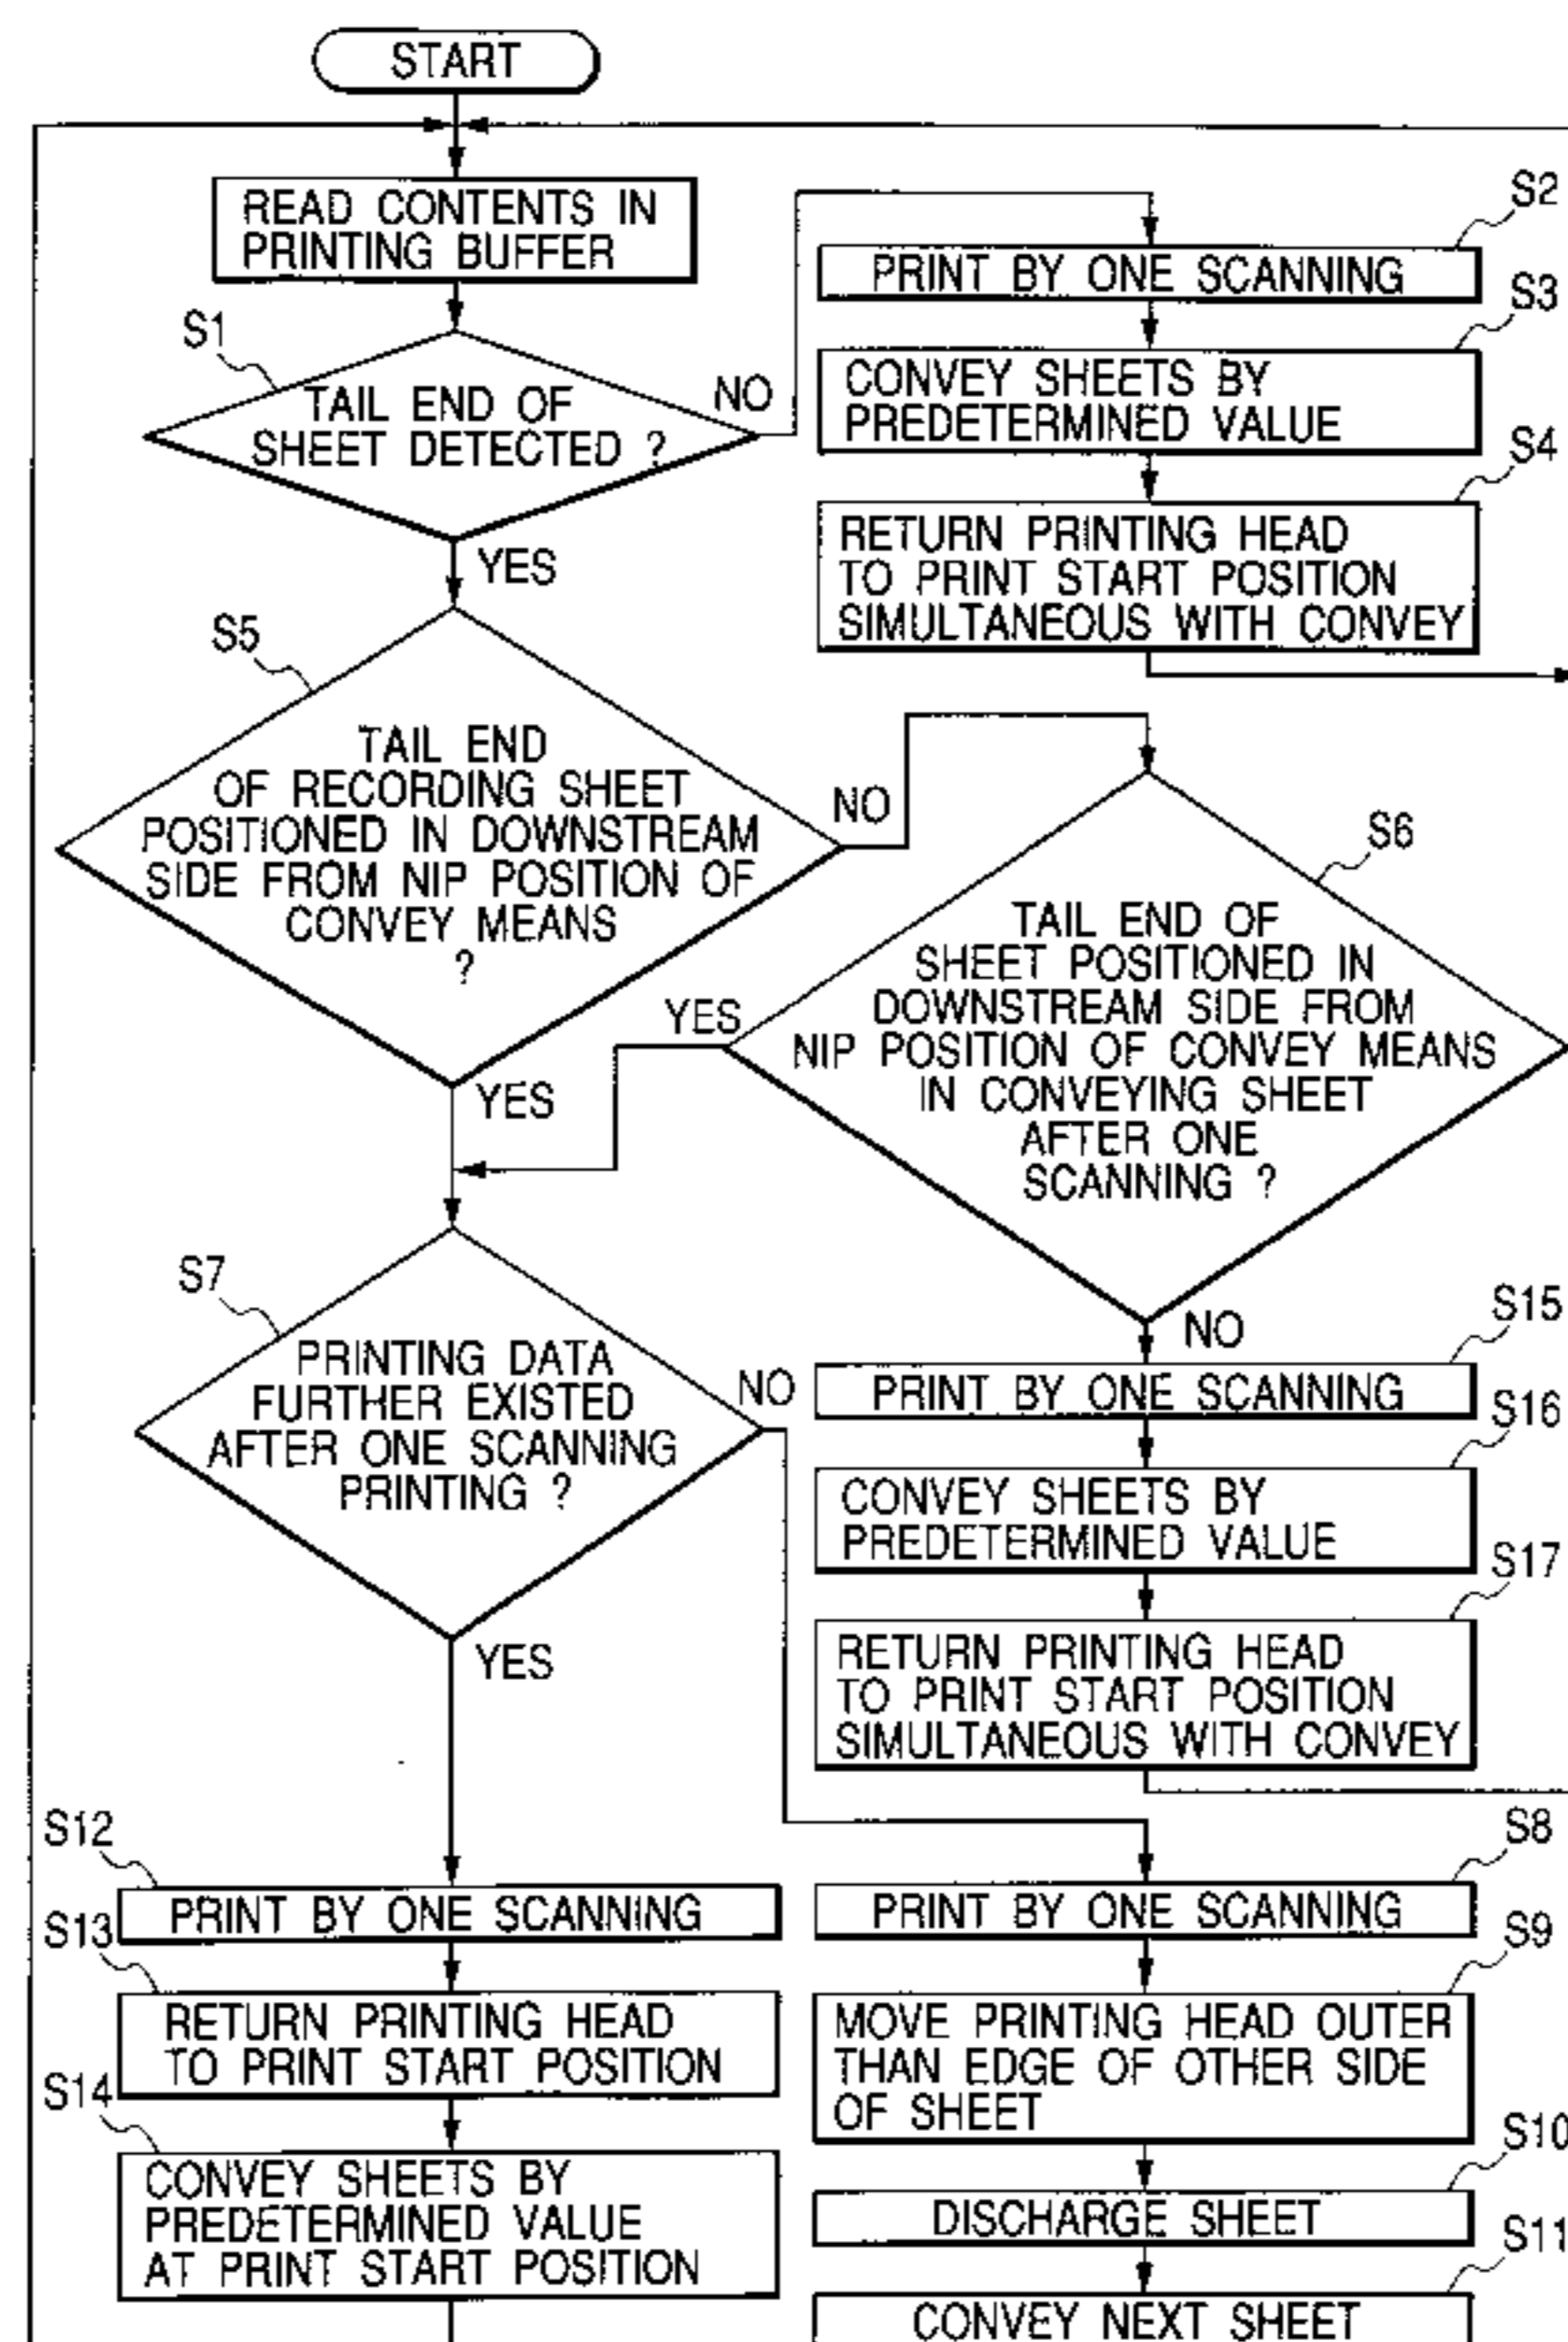 START
READ CONTENTS IN
PRINTING BUFFER
S1
TAIL END OF
SHEET DETECTED ?
NO
YES
S2
PRINT BY ONE SCANNING
S3
CONVEY SHEETS BY
PREDETERMINED VALUE
S4
RETURN PRINTING HEAD
TO PRINT START POSITION
SIMULTANEOUS WITH CONVEY
S5
TAIL END
OF RECORDING SHEET
POSITIONED IN DOWNSTREAM
SIDE FROM NIP POSITION OF
CONVEY MEANS
?
NO
YES
S6
TAIL END OF
SHEET POSITIONED IN
DOWNSTREAM SIDE FROM
NIP POSITION OF CONVEY MEANS
IN CONVEYING SHEET
AFTER ONE
SCANNING ?
YES
NO
S7
PRINTING DATA
FURTHER EXISTED
AFTER ONE SCANNING
PRINTING ?
NO
YES
S15
PRINT BY ONE SCANNING
S16
CONVEY SHEETS BY
PREDETERMINED VALUE
S17
RETURN PRINTING HEAD
TO PRINT START POSITION
SIMULTANEOUS WITH CONVEY
S12
PRINT BY ONE SCANNING
S13
RETURN PRINTING HEAD
TO PRINT START POSITION
S14
CONVEY SHEETS BY
PREDETERMINED VALUE
AT PRINT START POSITION
S8
PRINT BY ONE SCANNING
S9
MOVE PRINTING HEAD OUTER
THAN EDGE OF OTHER SIDE
OF SHEET
S10
DISCHARGE SHEET
S11
CONVEY NEXT SHEET